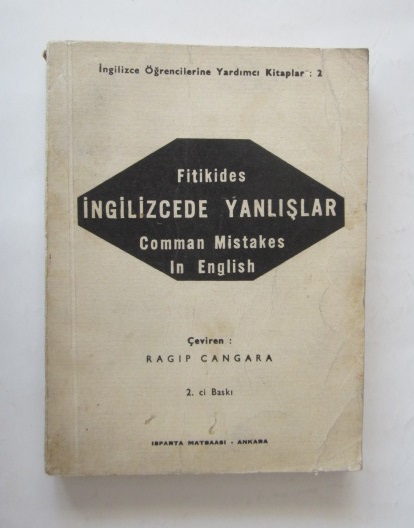 İngilizce Öğrencilerine Yardımcı Kitaplar : 2
Fitikides
İNGİLİZCEDE YANLIŞLAR
Comman Mistakes
In English
Çeviren :
RAGIP CANGARA
2. ci Baskı
ISPARTA MATBAASI - ANKARA